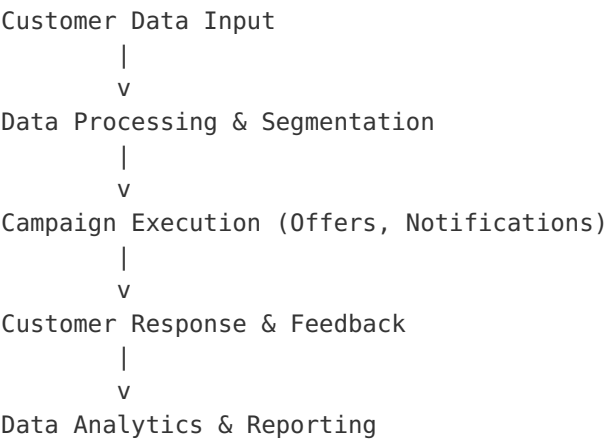 Customer Data Input
|
v
Data Processing & Segmentation
|
v
Campaign Execution (Offers, Notifications)
|
v
Customer Response & Feedback
|
v
Data Analytics & Reporting